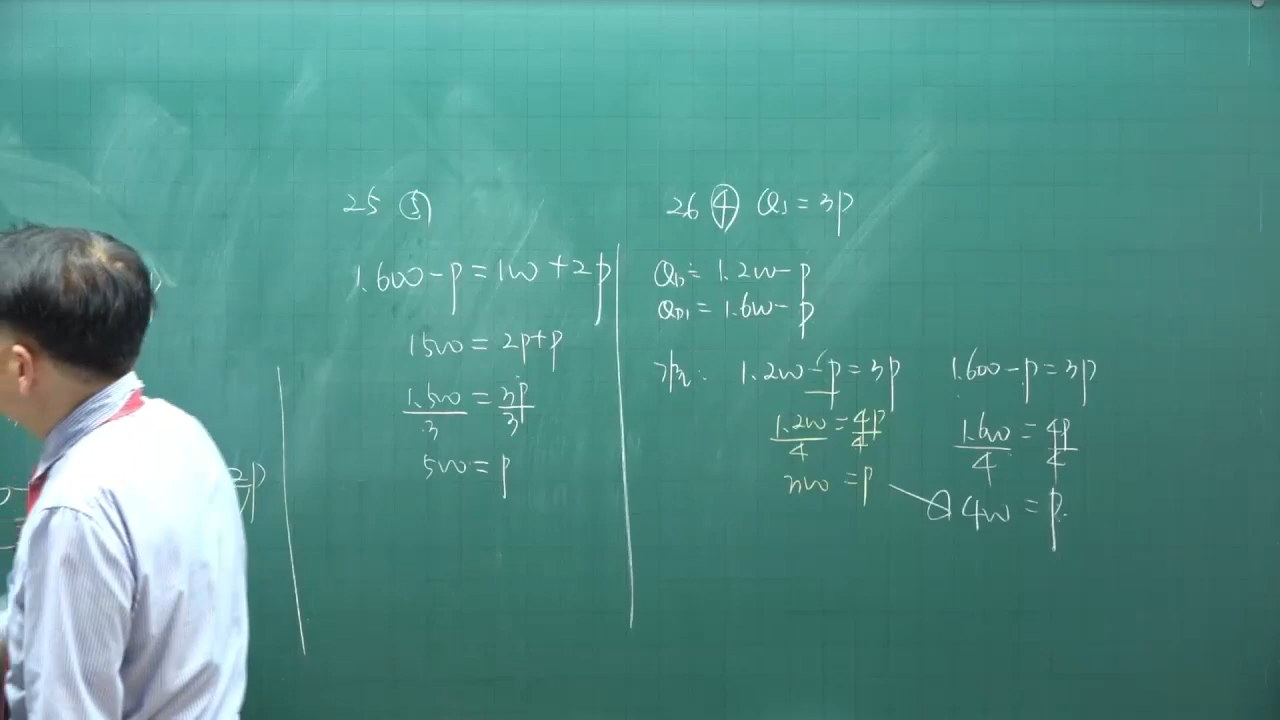 25 ⑤
1.600-p=100+2p
1500=2p+p
1.500/3=3p/3
500=p
26 ④ Qs=3p
QD=1.200-p
QD1=1.600-p
1.200-p=3p
1.200/4=4p/4
300=p
1.600-p=3p
1.600/4=4p/4
400=p.
2p